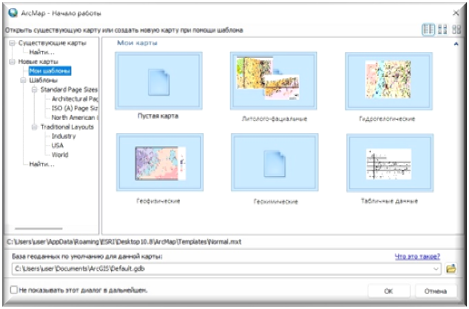 ArcMap - Начало работы
Открыть существующую карту или создать новую карту при помощи шаблона
Существующие карты
Найти...
Новые карты
Мои шаблоны
Шаблоны
Standard Page Sizes
Architectural Pag
ISO (A) Page Siz
North American
Traditional Layouts
Industry
USA
World
Найти...
Мои карты
Пустая карта
Литолого-фациальные
Гидрогеологические
Геофизические
Геохимические
Табличные данные
C:\Users\user\AppData\Roaming\ESRI\Desktop10.8\ArcMap\Templates\Normal.mxt
База геоданных по умолчанию для данной карты:
Что это такое?
C:\Users\user\Documents\ArcGIS\Default.gdb
Не показывать этот диалог в дальнейшем.
OK
Отмена